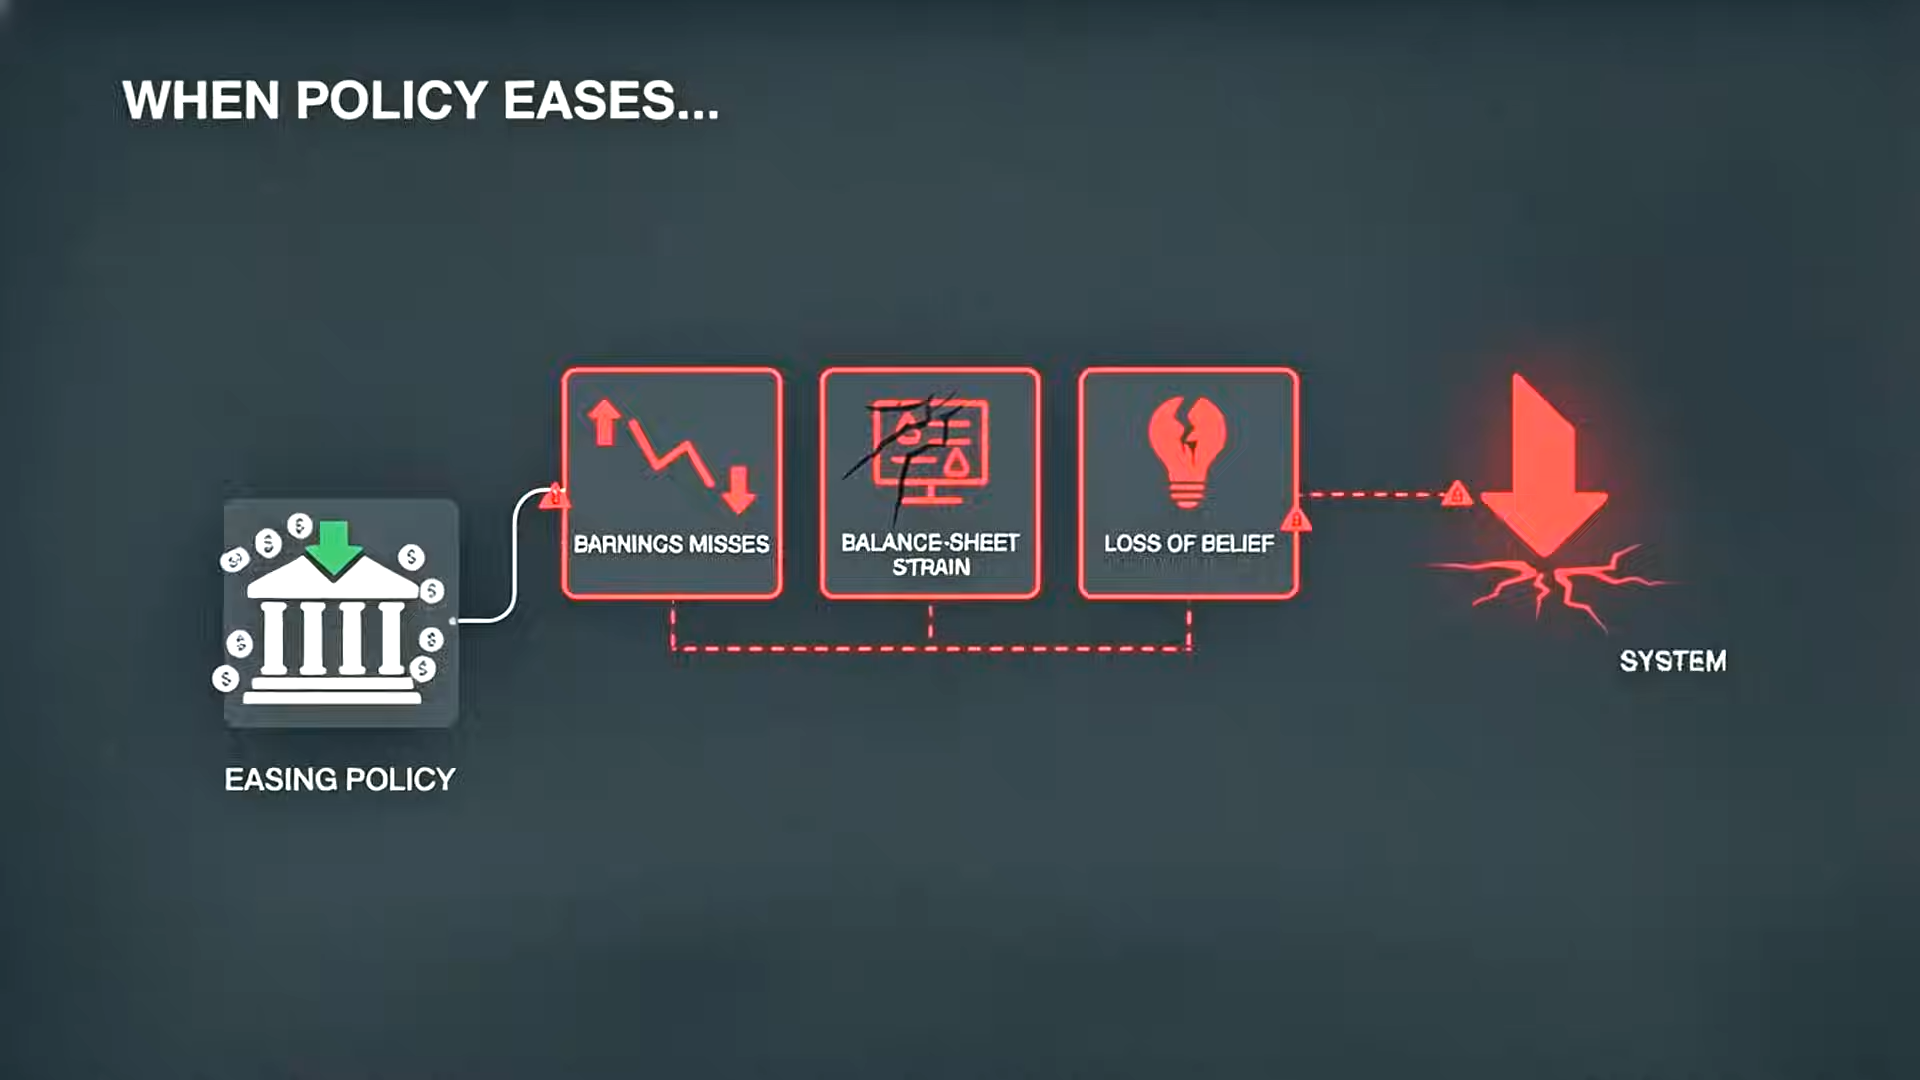 WHEN POLICY EASES...
BARNINGS MISSES
BALANCE-SHEET
STRAIN
LOSS OF BELIEF
SYSTEM
EASING POLICY